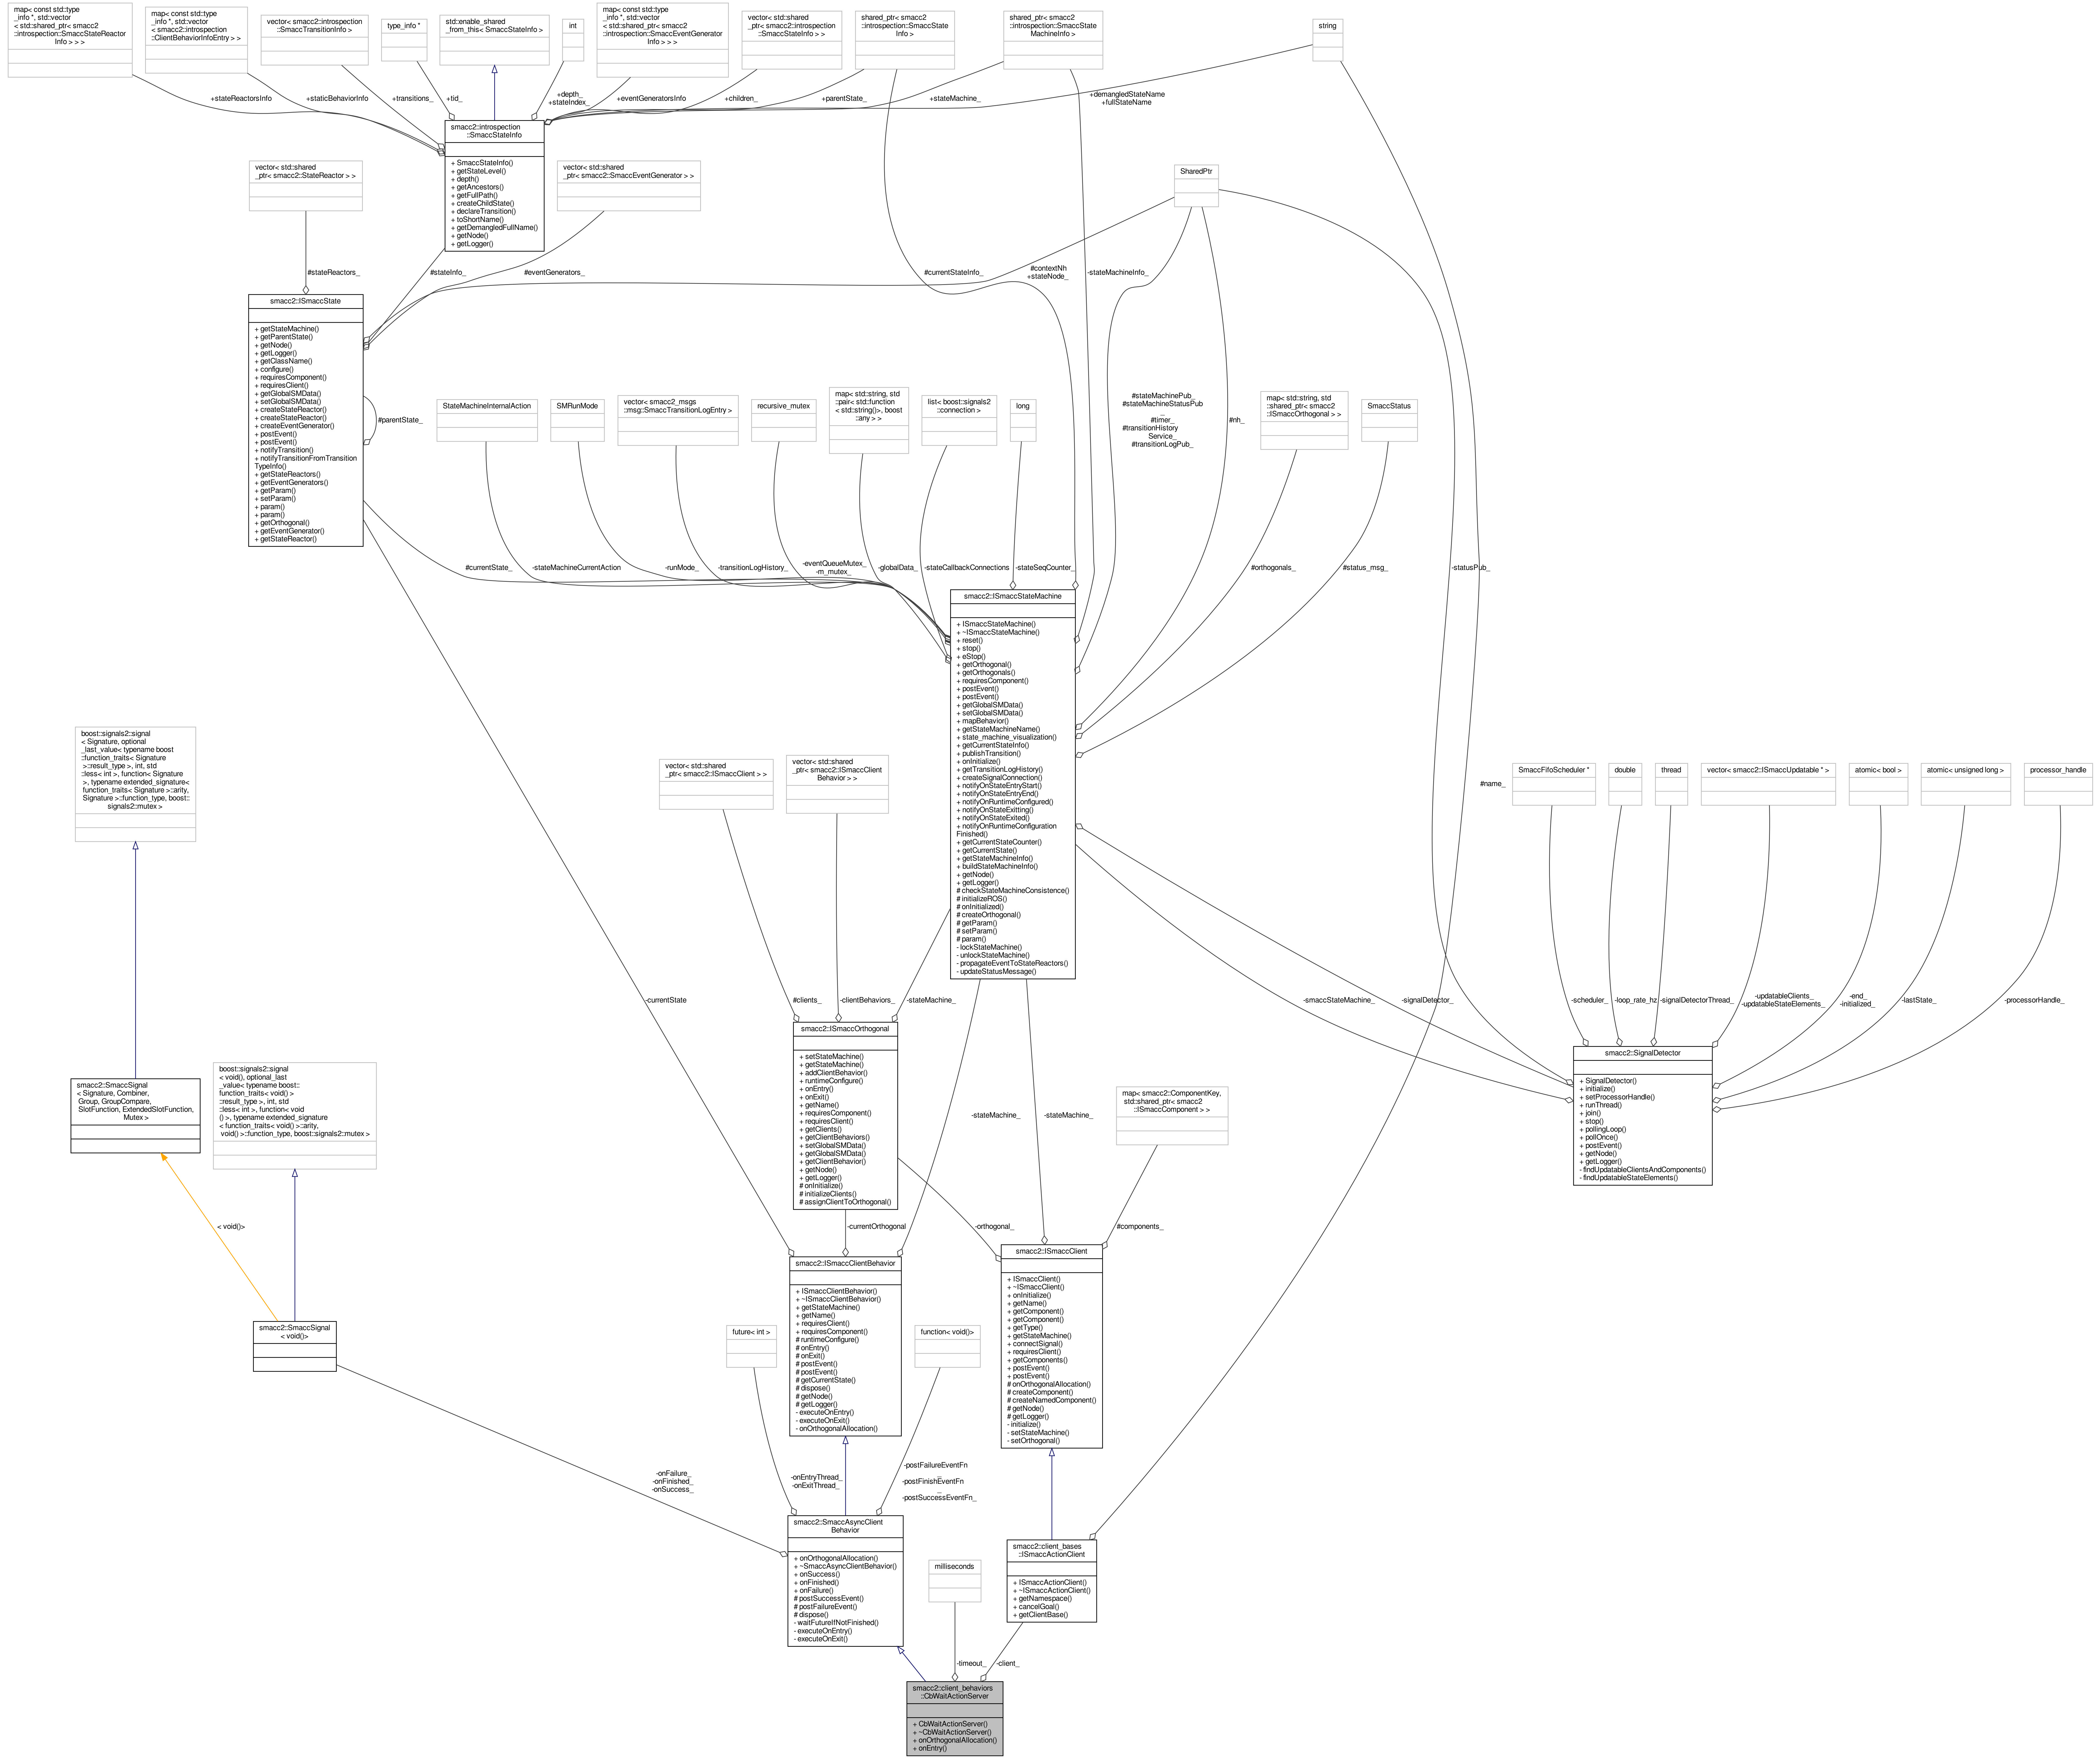 map< const std::type
_info *, std::vector
< std::shared_ptr< smacc2
::introspection::SmaccStateReactor
Info > > >
map< const std::type
_info *, std::vector
< smacc2::introspection
::ClientBehaviorInfoEntry > >
vector< smacc2::introspection
::SmaccTransitionInfo >
type_info *
std::enable_shared
_from_this< SmaccStateInfo >
int
map< const std::type
_info *, std::vector
< std::shared_ptr< smacc2
::introspection::SmaccEventGenerator
Info > > >
vector< std::shared
_ptr< smacc2::introspection
::SmaccStateInfo > >
shared_ptr< smacc2
::introspection::SmaccState
Info >
shared_ptr< smacc2
::introspection::SmaccState
MachineInfo >
string
+stateReactorsInfo
+staticBehaviorInfo
+transitions_
+tid_
+depth_
+stateIndex_
+eventGeneratorsInfo
+children_
+parentState_
+stateMachine_
+demangledStateName
+fullStateName
smacc2::introspection
::SmaccStateInfo
+ SmaccStateInfo()
+ getStateLevel()
+ depth()
+ getAncestors()
+ getFullPath()
+ createChildState()
+ declareTransition()
+ toShortName()
+ getDemangledFullName()
+ getNode()
+ getLogger()
vector< std::shared
_ptr< smacc2::StateReactor > >
vector< std::shared
_ptr< smacc2::SmaccEventGenerator > >
SharedPtr
#stateReactors_
#stateInfo_
#eventGenerators_
#currentStateInfo_
#contextNh
+stateNode_
-stateMachineInfo_
smacc2::ISmaccState
+ getStateMachine()
+ getParentState()
+ getNode()
+ getLogger()
+ getClassName()
+ configure()
+ requiresComponent()
+ requiresClient()
+ getGlobalSMData()
+ setGlobalSMData()
+ createStateReactor()
+ createStateReactor()
+ createEventGenerator()
+ postEvent()
+ postEvent()
+ notifyTransition()
+ notifyTransitionFromTransition
TypeInfo()
+ getStateReactors()
+ getEventGenerators()
+ getParam()
+ setParam()
+ param()
+ param()
+ getOrthogonal()
+ getEventGenerator()
+ getStateReactor()
#parentState_
StateMachineInternalAction
SMRunMode
vector< smacc2_msgs
::msg::SmaccTransitionLogEntry >
recursive_mutex
map< std::string, std
::pair< std::function
< std::string()>, boost
::any > >
list< boost::signals2
::connection >
long
#stateMachinePub_
#stateMachineStatusPub
_
#timer_
#transitionHistory
Service_
#transitionLogPub_
#nh_
map< std::string, std
::shared_ptr< smacc2
::ISmaccOrthogonal > >
SmaccStatus
#currentState_
-stateMachineCurrentAction
-runMode_
-transitionLogHistory_
-eventQueueMutex_
-m_mutex_
-globalData_
-stateCallbackConnections
-stateSeqCounter_
#orthogonals_
#status_msg_
-statusPub_
smacc2::ISmaccStateMachine
+ ISmaccStateMachine()
+ ~ISmaccStateMachine()
+ reset()
+ stop()
+ eStop()
+ getOrthogonal()
+ getOrthogonals()
+ requiresComponent()
+ postEvent()
+ postEvent()
+ getGlobalSMData()
+ setGlobalSMData()
+ mapBehavior()
+ getStateMachineName()
+ state_machine_visualization()
+ getCurrentStateInfo()
+ publishTransition()
+ onInitialize()
+ getTransitionLogHistory()
+ createSignalConnection()
+ notifyOnStateEntryStart()
+ notifyOnStateEntryEnd()
+ notifyOnRuntimeConfigured()
+ notifyOnStateExitting()
+ notifyOnStateExited()
+ notifyOnRuntimeConfiguration
Finished()
+ getCurrentStateCounter()
+ getCurrentState()
+ getStateMachineInfo()
+ buildStateMachineInfo()
+ getNode()
+ getLogger()
# checkStateMachineConsistence()
# initializeROS()
# onInitialized()
# createOrthogonal()
# getParam()
# setParam()
# param()
- lockStateMachine()
- unlockStateMachine()
- propagateEventToStateReactors()
- updateStatusMessage()
boost::signals2::signal
< Signature, optional
_last_value< typename boost
::function_traits< Signature
>::result_type >, int, std
::less< int >, function< Signature
>, typename extended_signature<
function_traits< Signature >::arity,
Signature >::function_type, boost::
signals2::mutex >
vector< std::shared
_ptr< smacc2::ISmaccClient > >
vector< std::shared
_ptr< smacc2::ISmaccClient
Behavior > >
#name_
SmaccFifoScheduler *
double
thread
vector< smacc2::ISmaccUpdatable * >
atomic< bool >
atomic< unsigned long >
processor_handle
-currentState
#clients_
-clientBehaviors_
-stateMachine_
-smaccStateMachine_
-signalDetector_
-scheduler_
-loop_rate_hz
-signalDetectorThread_
-updatableClients_
-updatableStateElements_
-end_
-initialized_
-lastState_
-processorHandle_
smacc2::ISmaccOrthogonal
+ setStateMachine()
+ getStateMachine()
+ addClientBehavior()
+ runtimeConfigure()
+ onEntry()
+ onExit()
+ getName()
+ requiresComponent()
+ requiresClient()
+ getClients()
+ getClientBehaviors()
+ setGlobalSMData()
+ getGlobalSMData()
+ getClientBehavior()
+ getNode()
+ getLogger()
# onInitialize()
# initializeClients()
# assignClientToOrthogonal()
smacc2::SignalDetector
+ SignalDetector()
+ initialize()
+ setProcessorHandle()
+ runThread()
+ join()
+ stop()
+ pollingLoop()
+ pollOnce()
+ postEvent()
+ getNode()
+ getLogger()
- findUpdatableClientsAndComponents()
- findUpdatableStateElements()
smacc2::SmaccSignal
< Signature, Combiner,
Group, GroupCompare,
SlotFunction, ExtendedSlotFunction,
Mutex >
boost::signals2::signal
< void(), optional_last
_value< typename boost::
function_traits< void() >
::result_type >, int, std
::less< int >, function< void
() >, typename extended_signature
< function_traits< void() >::arity,
void() >::function_type, boost::signals2::mutex >
-stateMachine_
-stateMachine_
map< smacc2::ComponentKey,
std::shared_ptr< smacc2
::ISmaccComponent > >
< void()>
-currentOrthogonal
-orthogonal_
#components_
smacc2::ISmaccClientBehavior
+ ISmaccClientBehavior()
+ ~ISmaccClientBehavior()
+ getStateMachine()
+ getName()
+ requiresClient()
+ requiresComponent()
# runtimeConfigure()
# onEntry()
# onExit()
# postEvent()
# postEvent()
# getCurrentState()
# dispose()
# getNode()
# getLogger()
- executeOnEntry()
- executeOnExit()
- onOrthogonalAllocation()
smacc2::ISmaccClient
+ ISmaccClient()
+ ~ISmaccClient()
+ onInitialize()
+ getName()
+ getComponent()
+ getComponent()
+ getType()
+ getStateMachine()
+ connectSignal()
+ requiresClient()
+ getComponents()
+ postEvent()
+ postEvent()
# onOrthogonalAllocation()
# createComponent()
# createNamedComponent()
# getNode()
# getLogger()
- initialize()
- setStateMachine()
- setOrthogonal()
smacc2::SmaccSignal
< void()>
future< int >
function< void()>
-onFailure_
-onFinished_
-onSuccess_
-onEntryThread_
-onExitThread_
-postFailureEventFn
_
-postFinishEventFn
_
-postSuccessEventFn_
smacc2::SmaccAsyncClient
Behavior
+ onOrthogonalAllocation()
+ ~SmaccAsyncClientBehavior()
+ onSuccess()
+ onFinished()
+ onFailure()
# postSuccessEvent()
# postFailureEvent()
# dispose()
- waitFutureIfNotFinished()
- executeOnEntry()
- executeOnExit()
milliseconds
smacc2::client_bases
::ISmaccActionClient
+ ISmaccActionClient()
+ ~ISmaccActionClient()
+ getNamespace()
+ cancelGoal()
+ getClientBase()
-timeout_
-client_
smacc2::client_behaviors
::CbWaitActionServer
+ CbWaitActionServer()
+ ~CbWaitActionServer()
+ onOrthogonalAllocation()
+ onEntry()